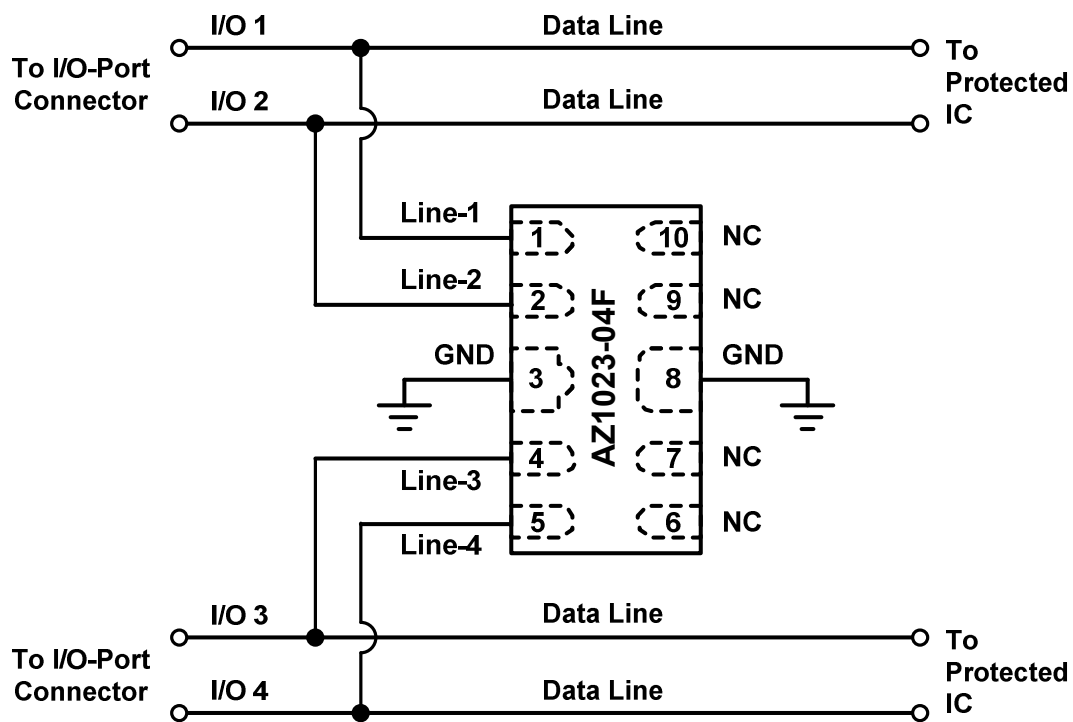 I/O 1
Data Line
To I/O-Port
Connector
To
Protected
IC
I/O 2
Data Line
Line-1
1
10
NC
Line-2
2
9
NC
GND
3
8
GND
AZ1023-04F
4
7
NC
Line-3
5
6
NC
Line-4
I/O 3
Data Line
To I/O-Port
Connector
To
Protected
IC
I/O 4
Data Line